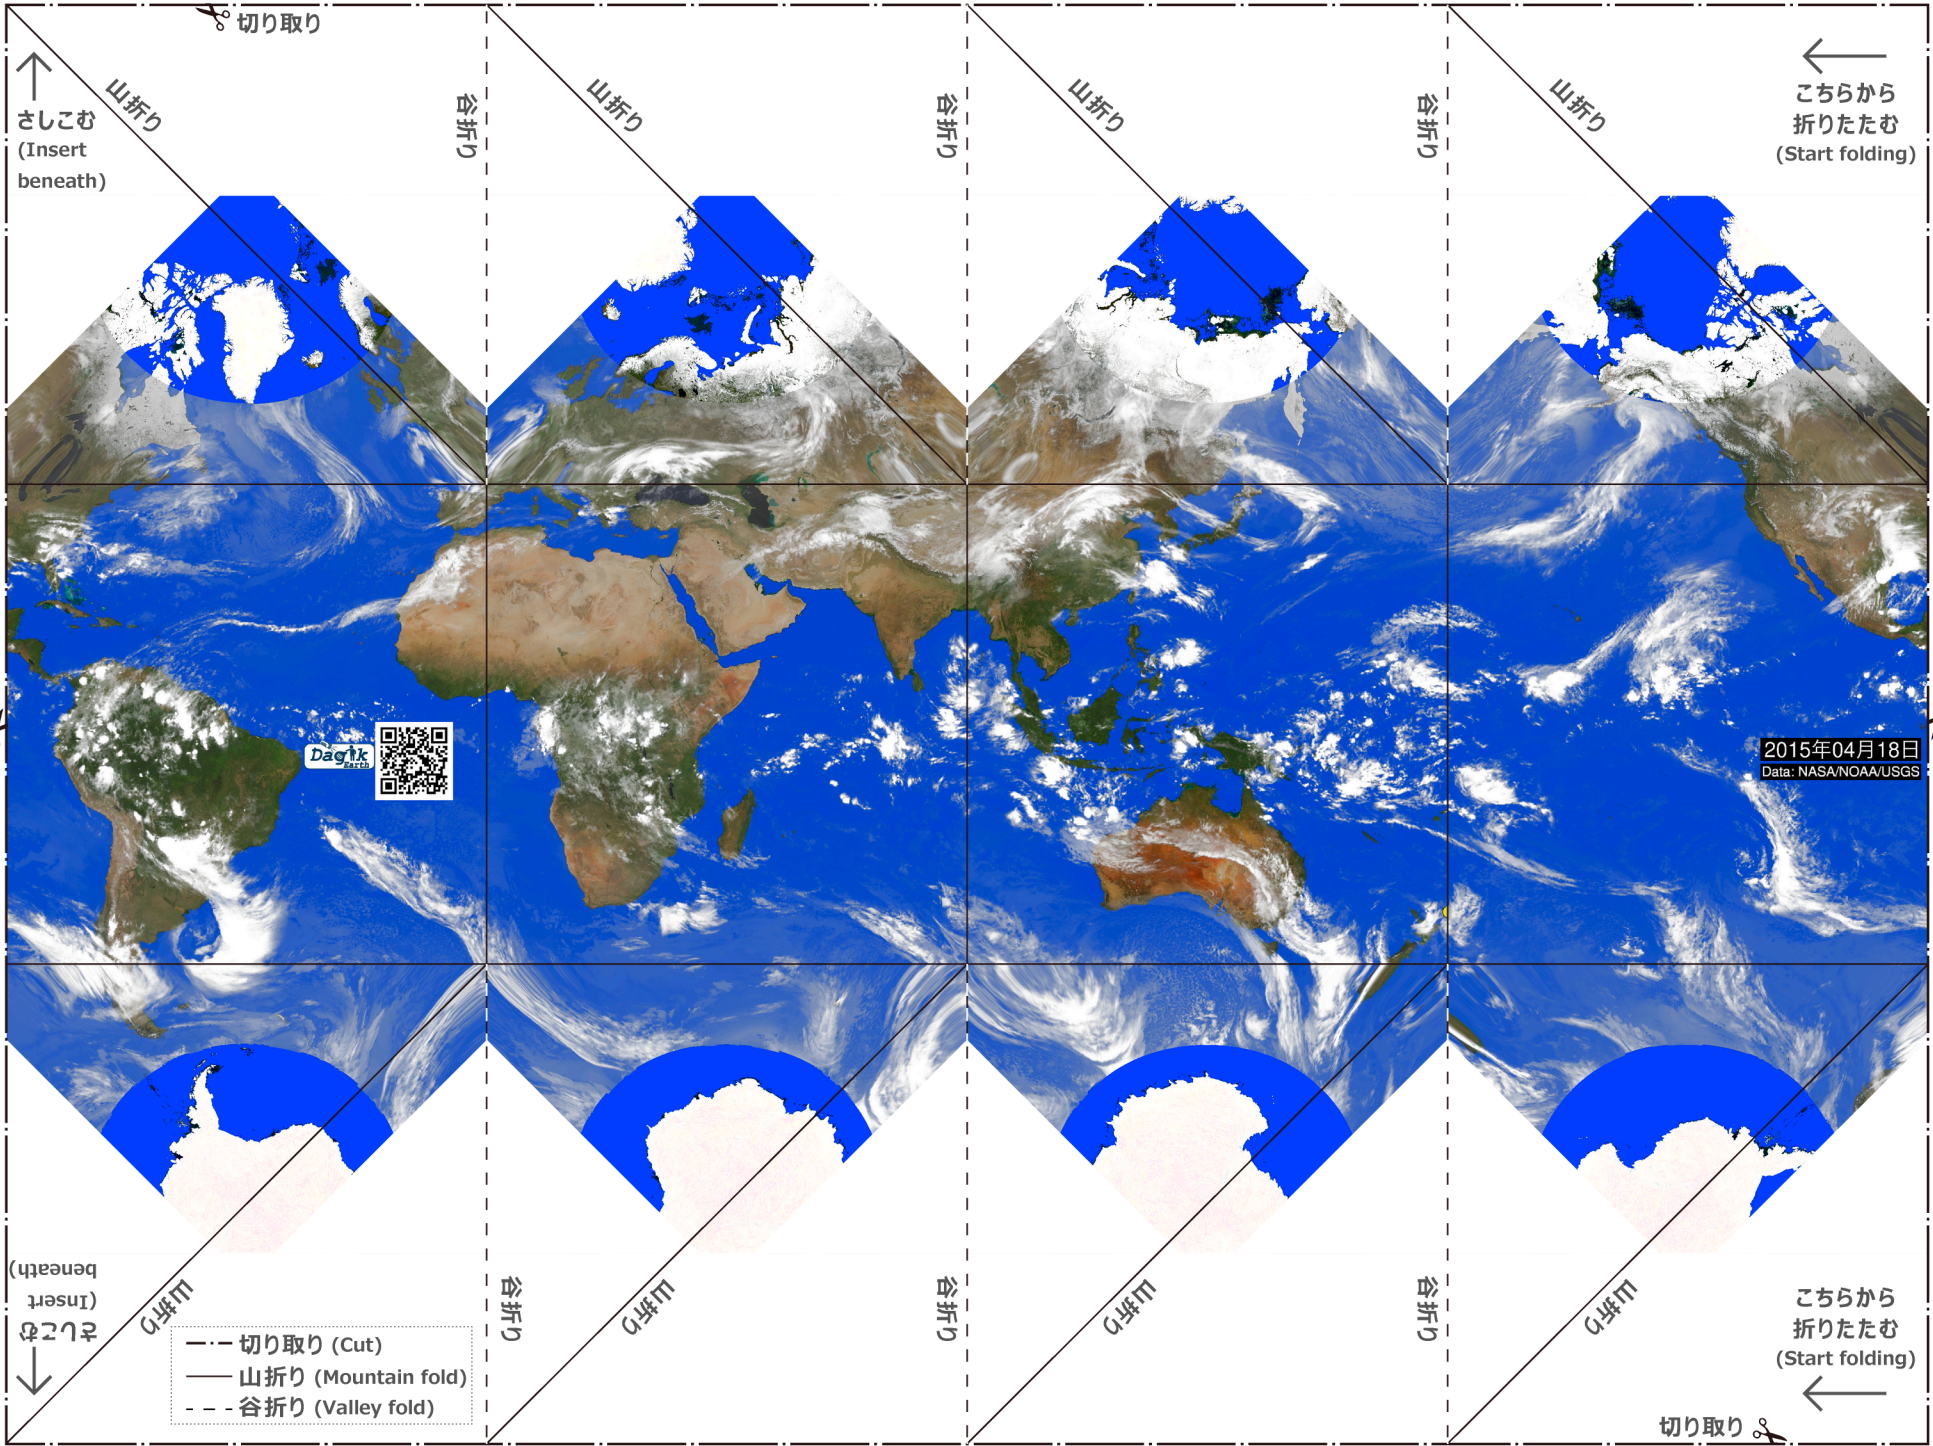 切り取り
山折り
谷折り
山折り
谷折り
山折り
谷折り
山折り
さしこむ
(Insert
beneath)
こちらから
折りたたむ
(Start folding)
Dagik
Earth
2015年04月18日
Data: NASA/NOAA/USGS
さしこむ
(Insert
beneath)
山折り
谷折り
山折り
谷折り
山折り
谷折り
山折り
切り取り (Cut)
山折り (Mountain fold)
谷折り (Valley fold)
こちらから
折りたたむ
(Start folding)
切り取り